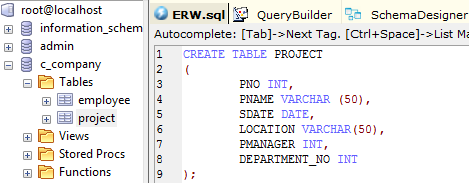 root@localhost
information_schem
admin
c_company
Tables
employee
project
Views
Stored Procs
Functions
ERW.sql
QueryBuilder
SchemaDesigner
Autocomplete: [Tab]->Next Tag. [Ctrl+Space]->List Ma
1 CREATE TABLE PROJECT
2 (
3 PNO INT,
4 PNAME VARCHAR (50),
5 SDATE DATE,
6 LOCATION VARCHAR(50),
7 PMANAGER INT,
8 DEPARTMENT_NO INT
9 );